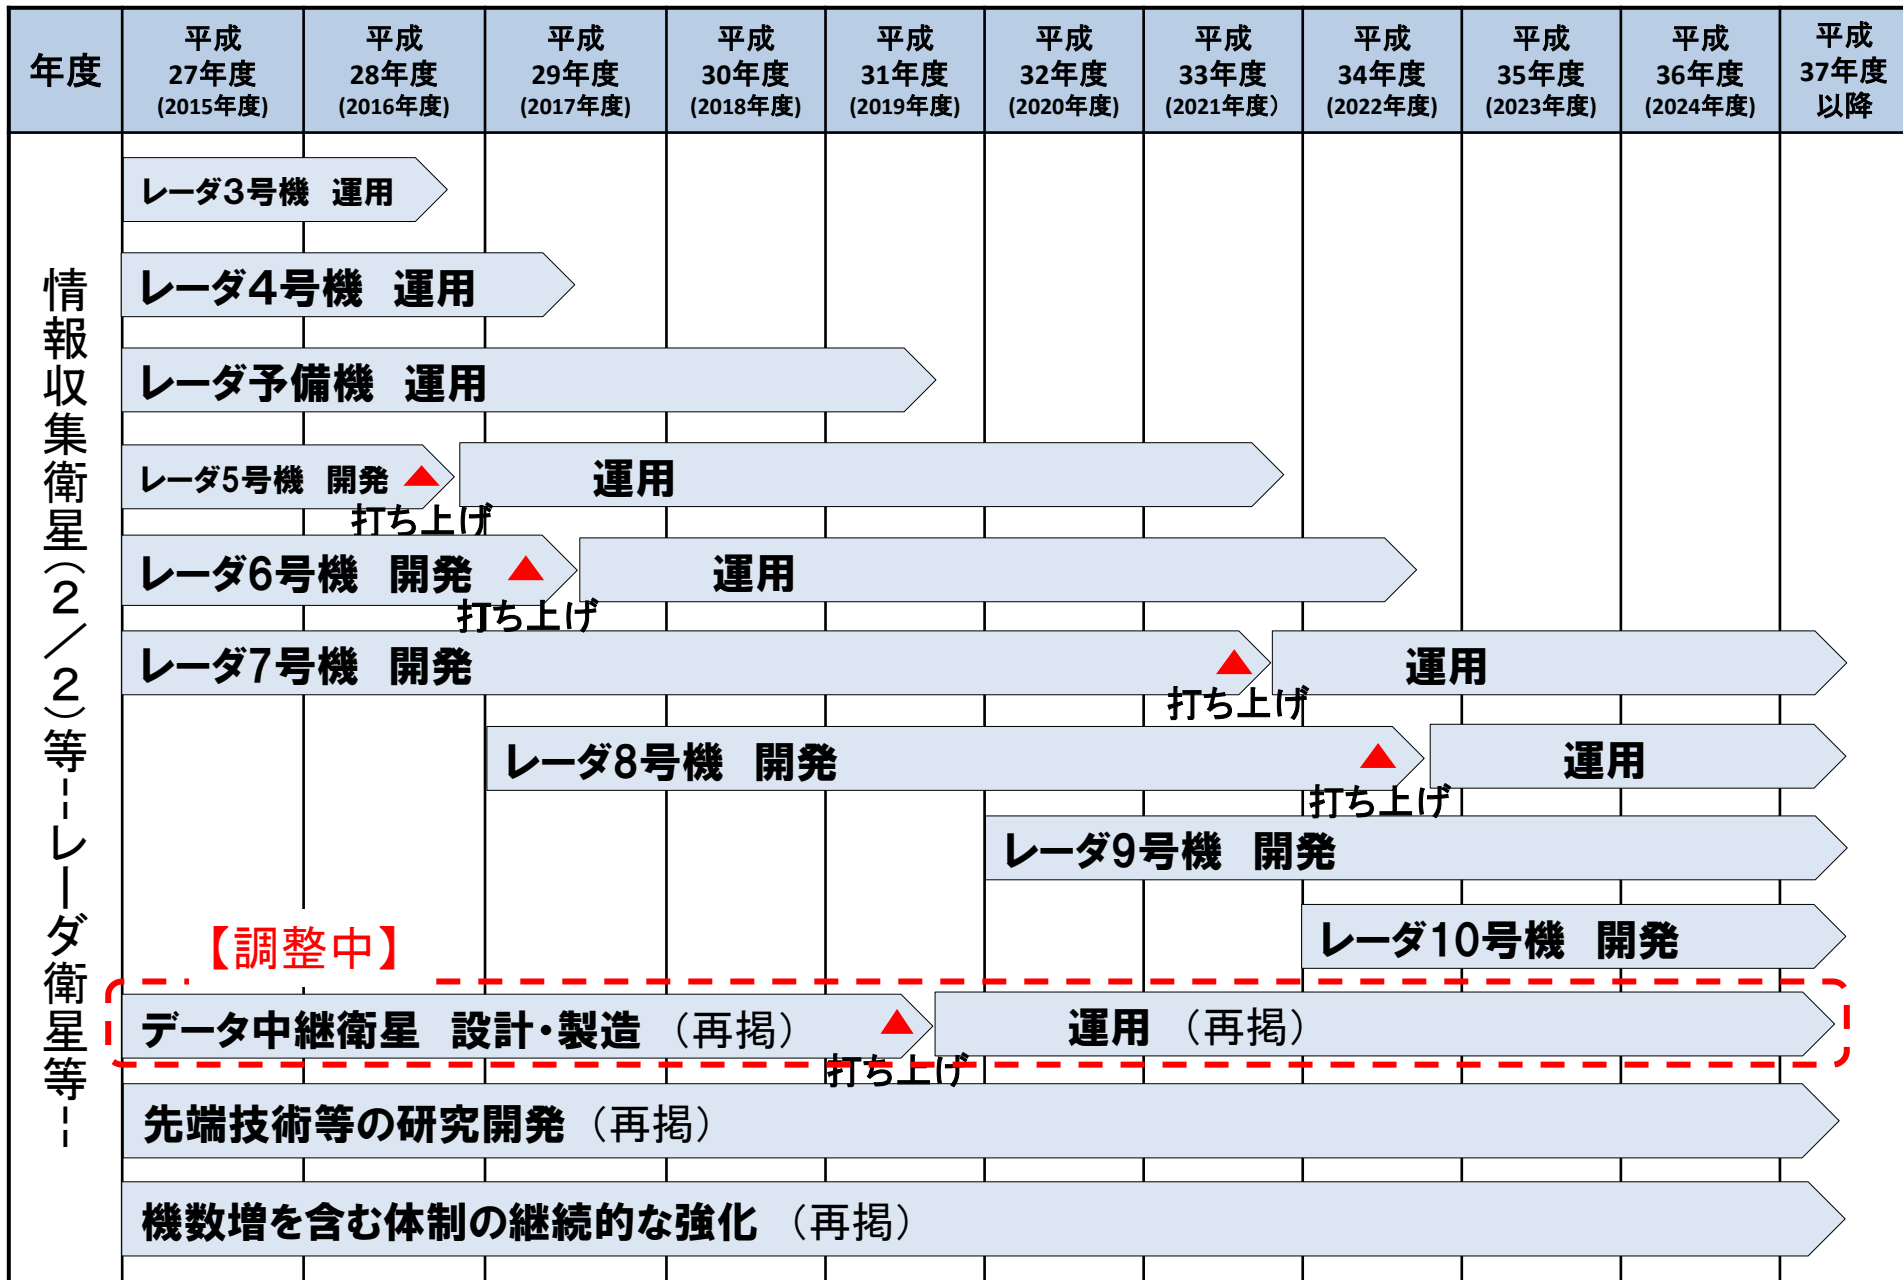 年度
平成
27年度
(2015年度)
平成
28年度
(2016年度)
平成
29年度
(2017年度)
平成
30年度
(2018年度)
平成
31年度
(2019年度)
平成
32年度
(2020年度)
平成
33年度
(2021年度)
平成
34年度
(2022年度)
平成
35年度
(2023年度)
平成
36年度
(2024年度)
平成
37年度
以降
情報収集衛星(2/2)等--レーダ衛星等--
レーダ3号機 運用
レーダ4号機 運用
レーダ予備機 運用
レーダ5号機 開発
打ち上げ
運用
レーダ6号機 開発
打ち上げ
運用
レーダ7号機 開発
打ち上げ
運用
レーダ8号機 開発
打ち上げ
運用
レーダ9号機 開発
レーダ10号機 開発
【調整中】
データ中継衛星 設計・製造(再掲)
打ち上げ
運用(再掲)
先端技術等の研究開発(再掲)
機数増を含む体制の継続的な強化(再掲)